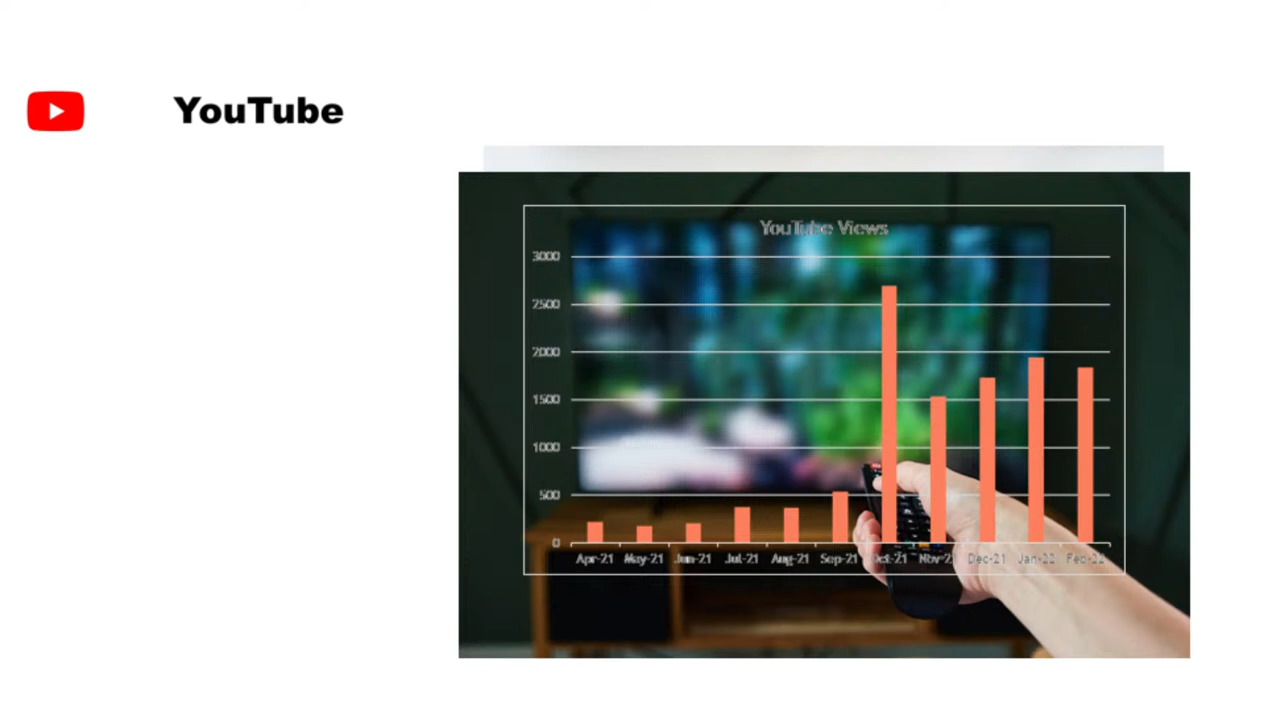 YouTube
YouTube Views
3000
2500
2000
1500
1000
500
0
Apr-21 May-21 Jun-21 Jul-21 Aug-21 Sep-21 Oct-21 Nov-21 Dec-21 Jan-22 Feb-22